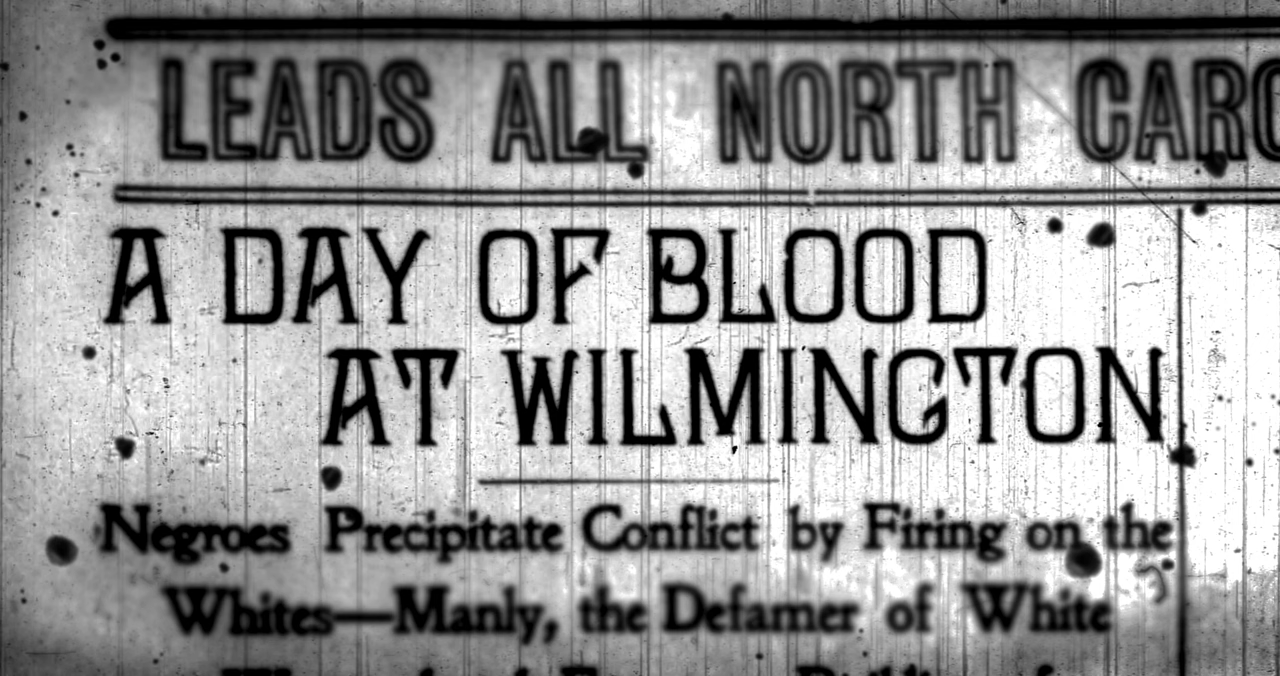 LEADS ALL NORTH CARO
A DAY OF BLOOD
AT WILMINGTON
Negroes Precipitate Conflict by Firing on the
Whites—Manly, the Defamer of White